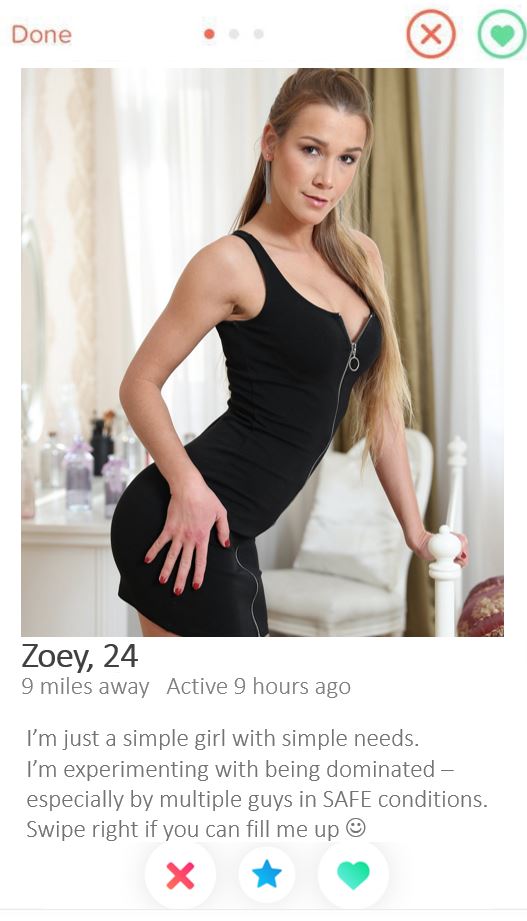 Done
Zoey, 24
9 miles away Active 9 hours ago
I’m just a simple girl with simple needs.
I’m experimenting with being dominated –
especially by multiple guys in SAFE conditions.
Swipe right if you can fill me up ☺